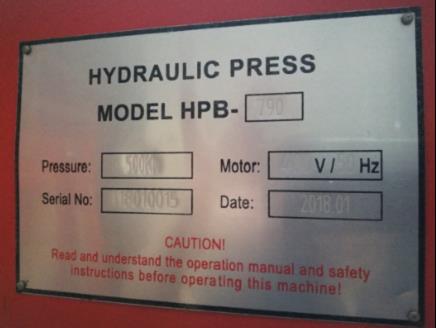 HYDRAULIC PRESS
MODEL HPB- 790
Pressure: 500KN Motor: V / Hz
Serial No: 18010015 Date: 2018.01
CAUTION!
Read and understand the operation manual and safety
instructions before operating this machine!